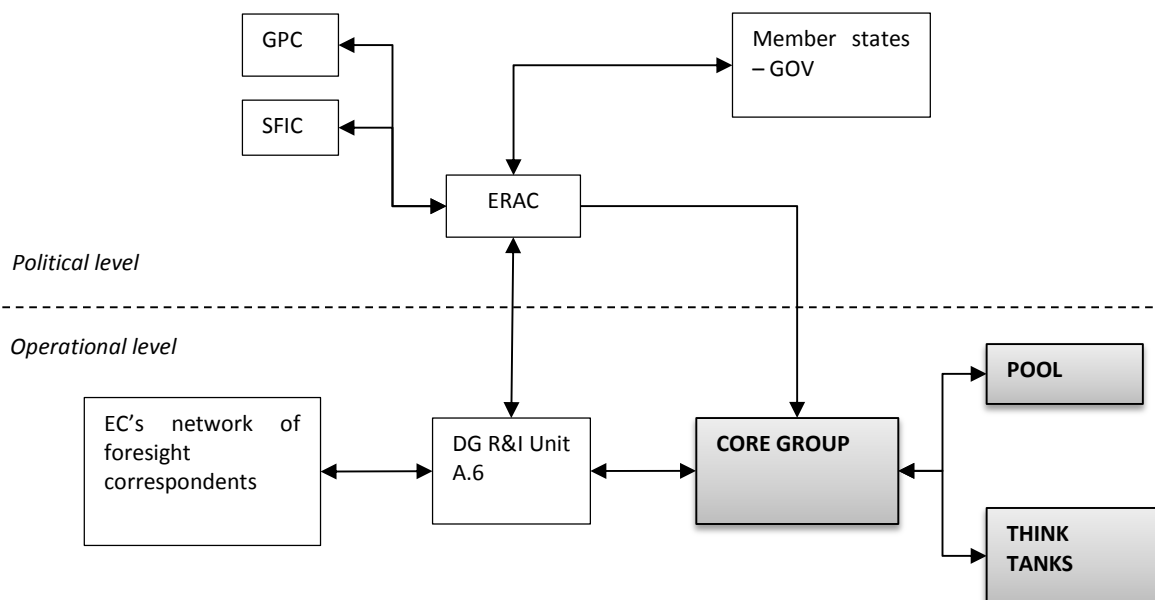 GPC
Member states
– GOV
SFIC
ERAC
Political level
Operational level
POOL
EC’s network of
foresight
correspondents
DG R&I Unit
A.6
CORE GROUP
THINK
TANKS